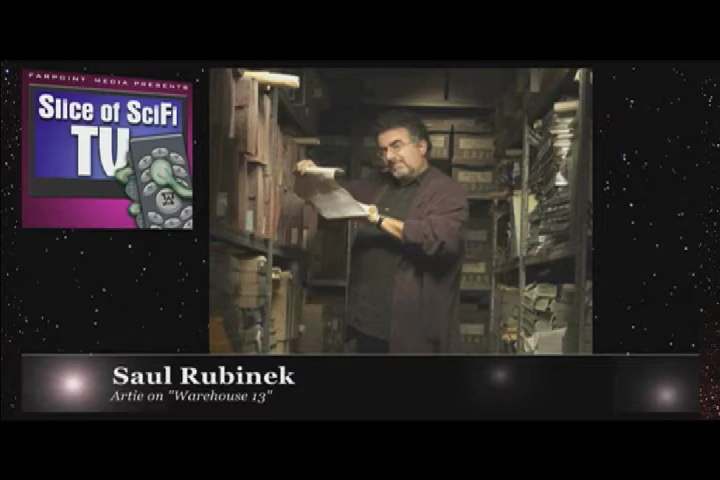 FARPOINT MEDIA PRESENTS
Slice of SciFi
TV
Saul Rubinek
Artie on "Warehouse 13"